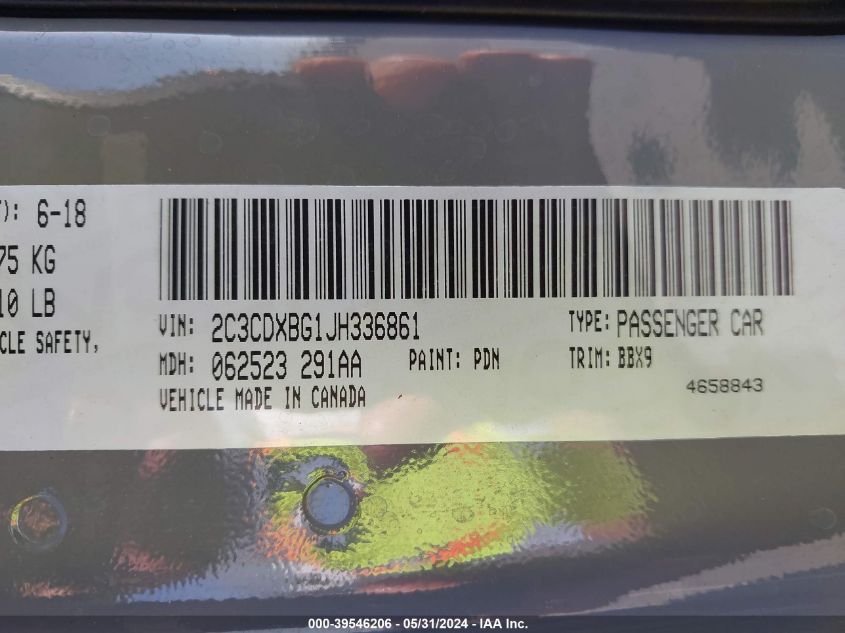 T): 6-18
75 KG
10 LB
CLE SAFETY,
VIN: 2C3CDXBG1JH336861 TYPE: PASSENGER CAR
MDH: 062523 291AA PAINT: PDN TRIM: BBX9
VEHICLE MADE IN CANADA 4658843
000-39546206 - 05/31/2024 - IAA Inc.